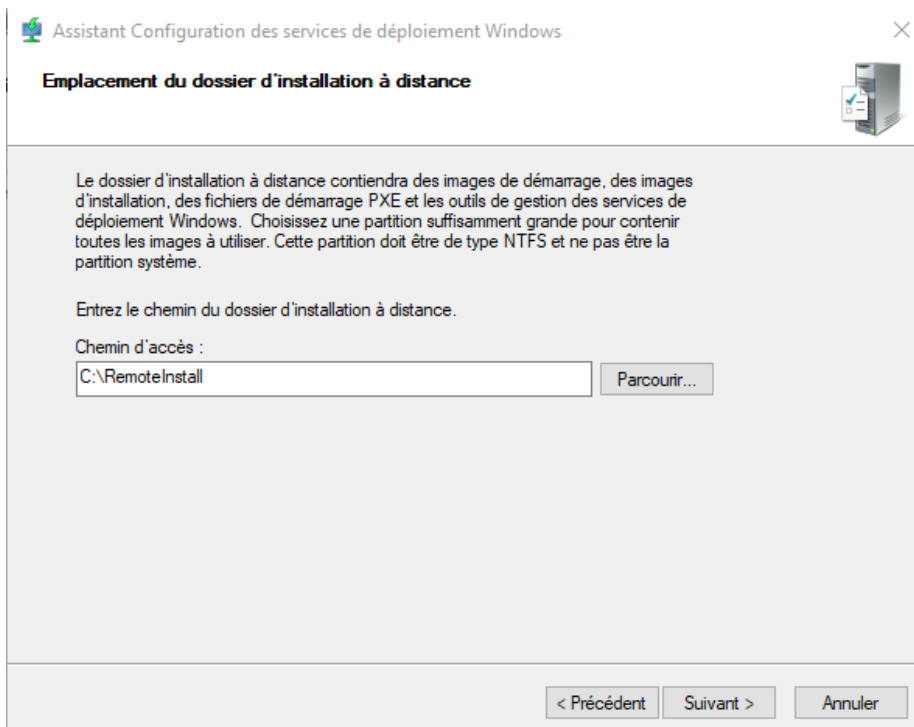 Assistant Configuration des services de déploiement Windows
Emplacement du dossier d'installation à distance
Le dossier d'installation à distance contiendra des images de démarrage, des images
d'installation, des fichiers de démarrage PXE et les outils de gestion des services de
déploiement Windows.  Choisissez une partition suffisamment grande pour contenir
toutes les images à utiliser. Cette partition doit être de type NTFS et ne pas être la
partition système.
Entrez le chemin du dossier d'installation à distance.
Chemin d'accès :
C:\RemoteInstall
Parcourir...
< Précédent
Suivant >
Annuler